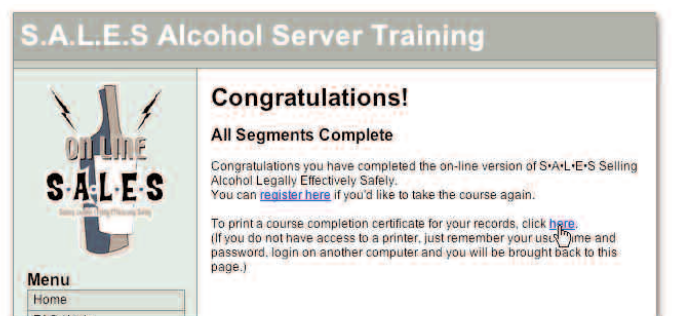 S.A.L.E.S Alcohol Server Training
ON LINE
S·A·L·E·S
Menu
Home
Congratulations!
All Segments Complete
Congratulations you have completed the on-line version of S•A•L•E•S Selling
Alcohol Legally Effectively Safely.
You can register here if you'd like to take the course again.
To print a course completion certificate for your records, click here.
(If you do not have access to a printer, just remember your and
password, login on another computer and you will be brought back to this
page.)